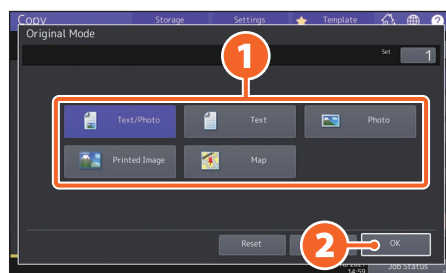 Copy Storage Settings Template
Original Mode
Set 1
1
Text/Photo Text Photo
Printed Image Map
Reset 2 OK
14:59 Job Status